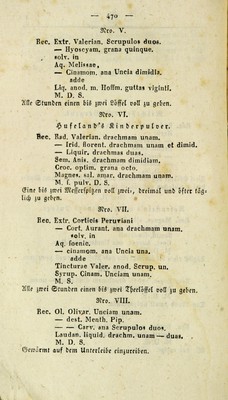 — 470 —
Nro. V.
Rec. Extr. Valerian. Scrupulos duos.
— Hyoscyam. grana quinque.
solv. in
Aq. Melissae,
— Cinamom. ana Uncia dimidia.
adde
Liq. anod. m. Hoffm. guttas viginti,
M. D. S.
Alle Stunden einen bis zwei Löffel voll zu geben.
Nro. VI.
Hufeland's Kinderpulver.
Rec. Rad. Valerian. drachmam unam.
— Irid. florent. drachmam unam et dimid.
— Liquir. drachmas duas,
Sem. Anis. drachmam dimidiam,
Croc. optim. grana octo,
Magnes. sal. amar. drachmam unam.
M. f. pulv. D. S.
Eine bis zwei Messerspitzen voll zwei-, dreimal und öfter täg-
lich zu geben.
Nro. VII.
Rec. Extr. Corticis Peruviani
— Cort. Aurant. ana drachmam unam,
solv. in
Aq. foenic.
— cinamom. ana Uncia una.
adde
Tincturae Valer. anod. Scrup. un.
Syrup. Cinam. Unciam unam,
M. S.
Alle zwei Stunden einen bis zwei Theelöffel voll zu geben.
Nro. VIII.
Rec. Ol. Olivar. Unciam unam.
— dest. Menth. Pip.
— — Carv. ana Scrupulos duos,
Laudan. liquid. drachm. unam — duas.
M. D. S.
Gewärmt auf dem Unterleibe einzureiben.